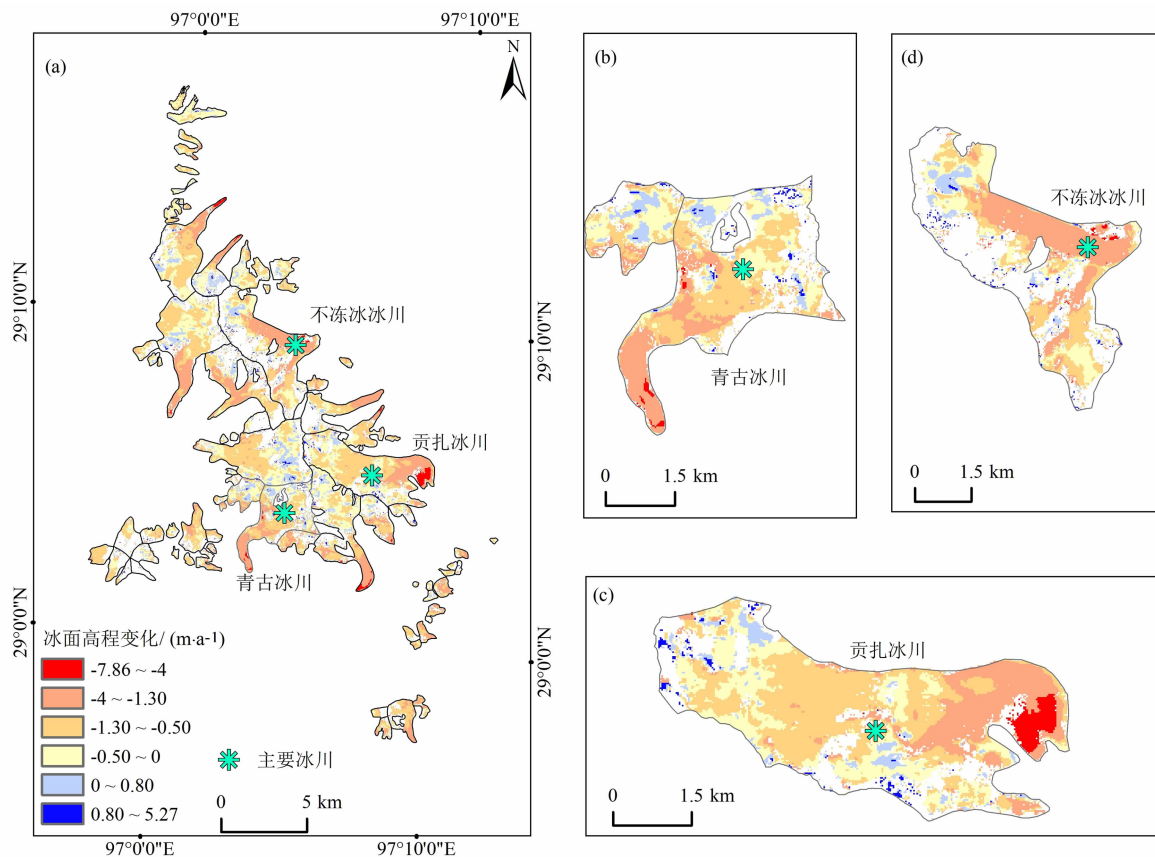 97°0'0"E
97°10'0"E
(a)
N
29°10'0"N
不冻冰冰川
贡扎冰川
青古冰川
29°0'0"N
29°10'0"N
29°0'0"N
冰面高程变化/ (m·a⁻¹)
-7.86 ~ -4
-4 ~ -1.30
-1.30 ~ -0.50
-0.50 ~ 0
0 ~ 0.80
0.80 ~ 5.27
主要冰川
0 5 km
97°0'0"E
97°10'0"E
(b)
青古冰川
0 1.5 km
(d)
不冻冰冰川
0 1.5 km
(c)
贡扎冰川
0 1.5 km